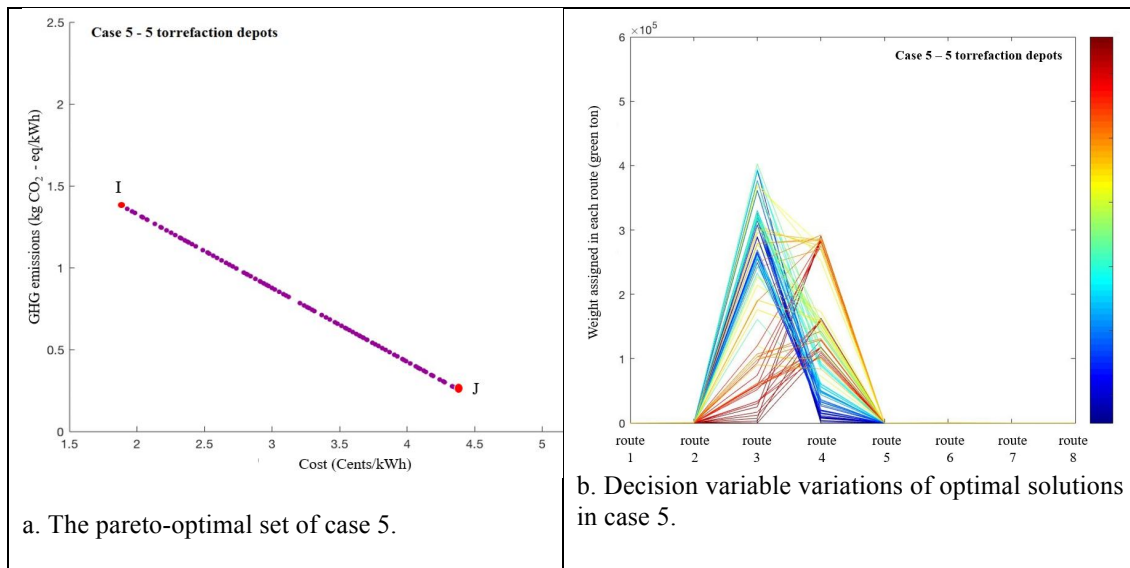 Case 5 - 5 torrefaction depots
GHG emissions (kg CO2 - eq/kWh)
2.5
2
1.5
1
0.5
0
I
J
1.5 2 2.5 3 3.5 4 4.5 5
Cost (Cents/kWh)
a. The pareto-optimal set of case 5.
×10^5
Case 5 – 5 torrefaction depots
Weight assigned in each route (green ton)
6
5
4
3
2
1
0
route route route route route route route route
1 2 3 4 5 6 7 8
b. Decision variable variations of optimal solutions
in case 5.